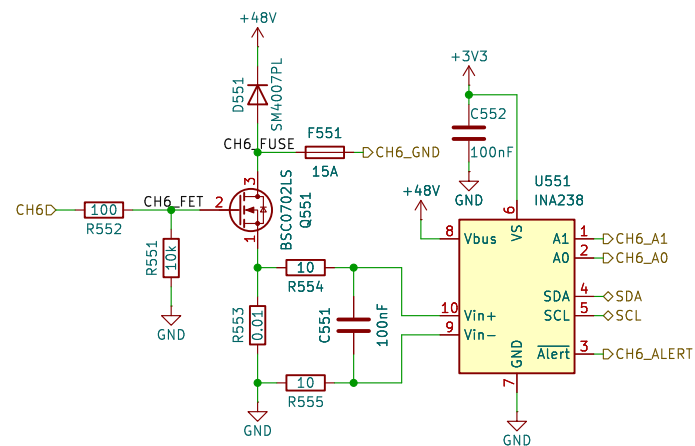 +48V
D551
SM4007PL
+3V3
C552
100nF
GND
CH6_FUSE
F551
15A
CH6_GND
CH6
100
R552
CH6_FET
2
3
1
BSC0702LS
Q551
R551
10k
GND
+48V
U551
INA238
6
VS
8
Vbus
A1
1
CH6_A1
A0
2
CH6_A0
SDA
4
SDA
SCL
5
SCL
10
Vin+
9
Vin-
GND
7
Alert
3
CH6_ALERT
GND
10
R554
R553
0.01
C551
100nF
10
R555
GND